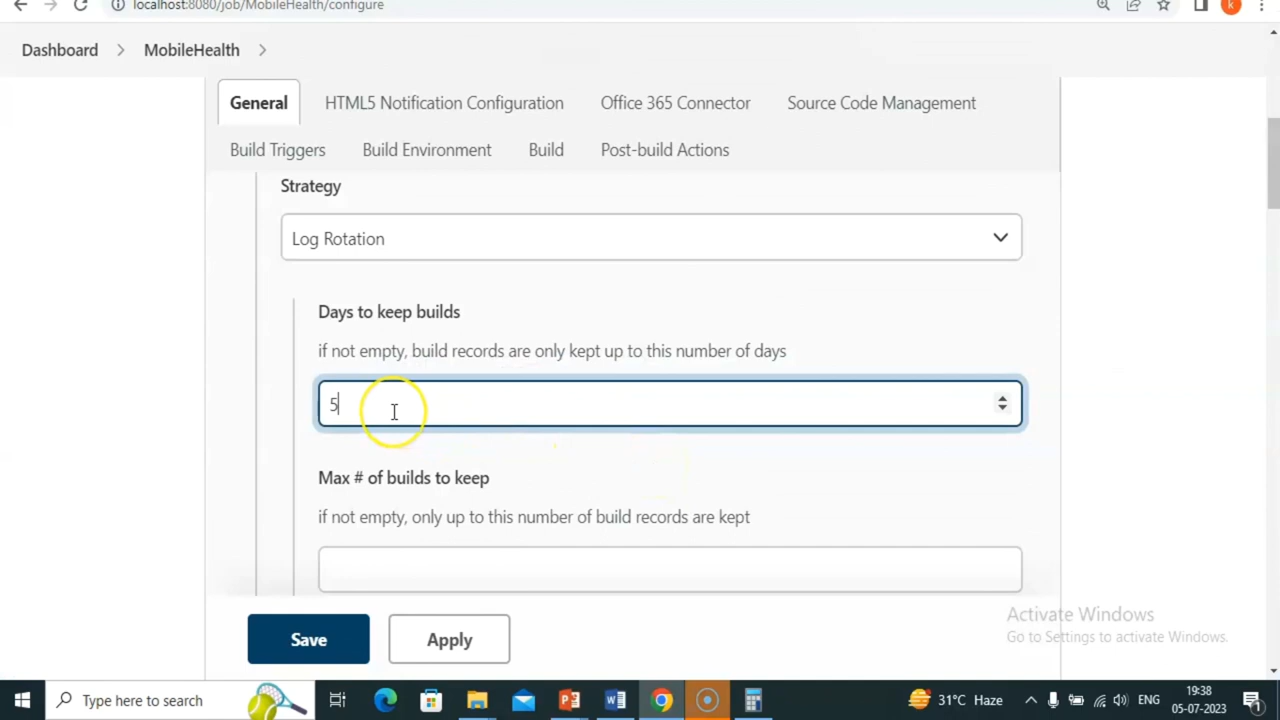 localhost:8080/job/MobileHealth/configure
k
Dashboard > MobileHealth >
General HTML5 Notification Configuration Office 365 Connector Source Code Management
Build Triggers Build Environment Build Post-build Actions
Strategy
Log Rotation
Days to keep builds
if not empty, build records are only kept up to this number of days
5
Max # of builds to keep
if not empty, only up to this number of build records are kept
Save Apply
Activate Windows
Go to Settings to activate Windows.
Type here to search
31°C Haze
ENG
19:38
05-07-2023
1